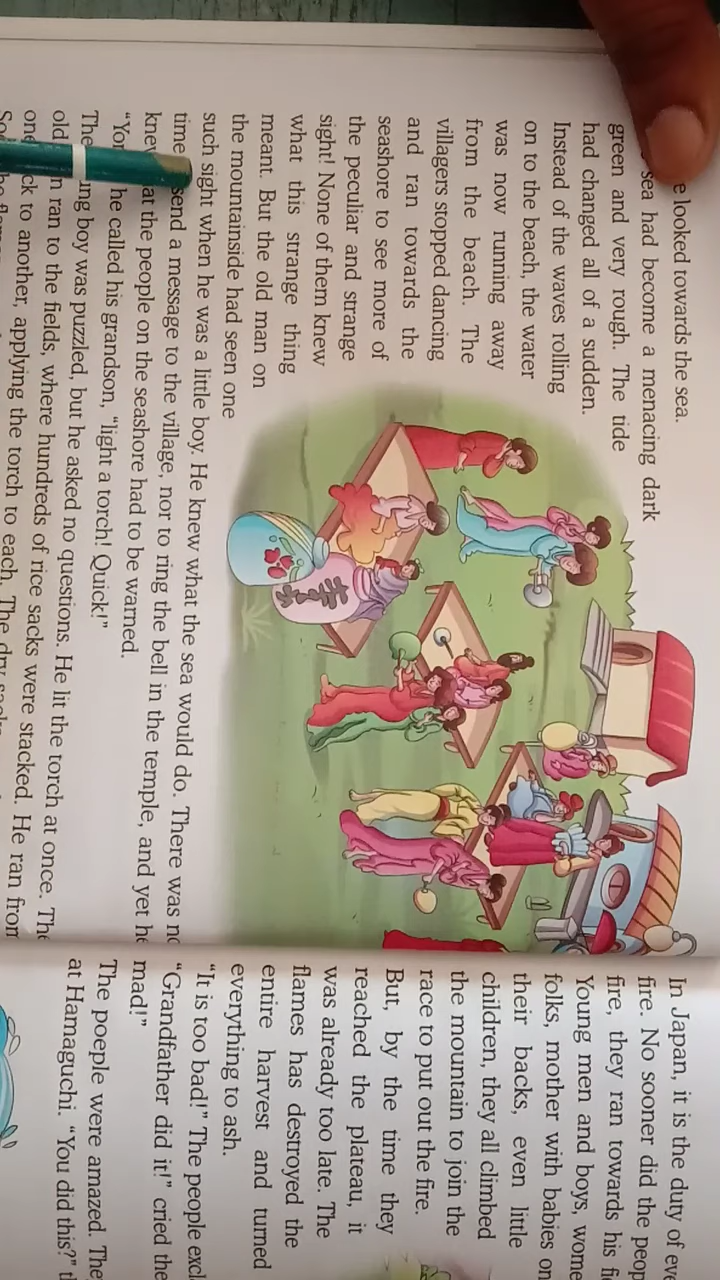 e looked towards the sea.
sea had become a menacing dark
green and very rough. The tide
had changed all of a sudden.
Instead of the waves rolling
on to the beach, the water
was now running away
from the beach. The
villagers stopped dancing
and ran towards the
seashore to see more of
the peculiar and strange
sight! None of them knew
what this strange thing
meant. But the old man on
the mountainside had seen one
such sight when he was a little boy. He knew what the sea would do. There was no
time send a message to the village, nor to ring the bell in the temple, and yet he
knew at the people on the seashore had to be warned.
"Yo he called his grandson, "light a torch! Quick!"
The ng boy was puzzled, but he asked no questions. He lit the torch at once. The
old n ran to the fields, where hundreds of rice sacks were stacked. He ran from
one ck to another, applying the torch to each. The dry sacks
In Japan, it is the duty of eve
fire. No sooner did the peop
fire, they ran towards his fi
Young men and boys, wome
folks, mother with babies on
their backs, even little
children, they all climbed
the mountain to join the
race to put out the fire.
But, by the time they
reached the plateau, it
was already too late. The
flames has destroyed the
entire harvest and turned
everything to ash.
"It is too bad!" The people excl
"Grandfather did it!" cried the
mad!"
The poeple were amazed. The
at Hamaguchi. "You did this?" t